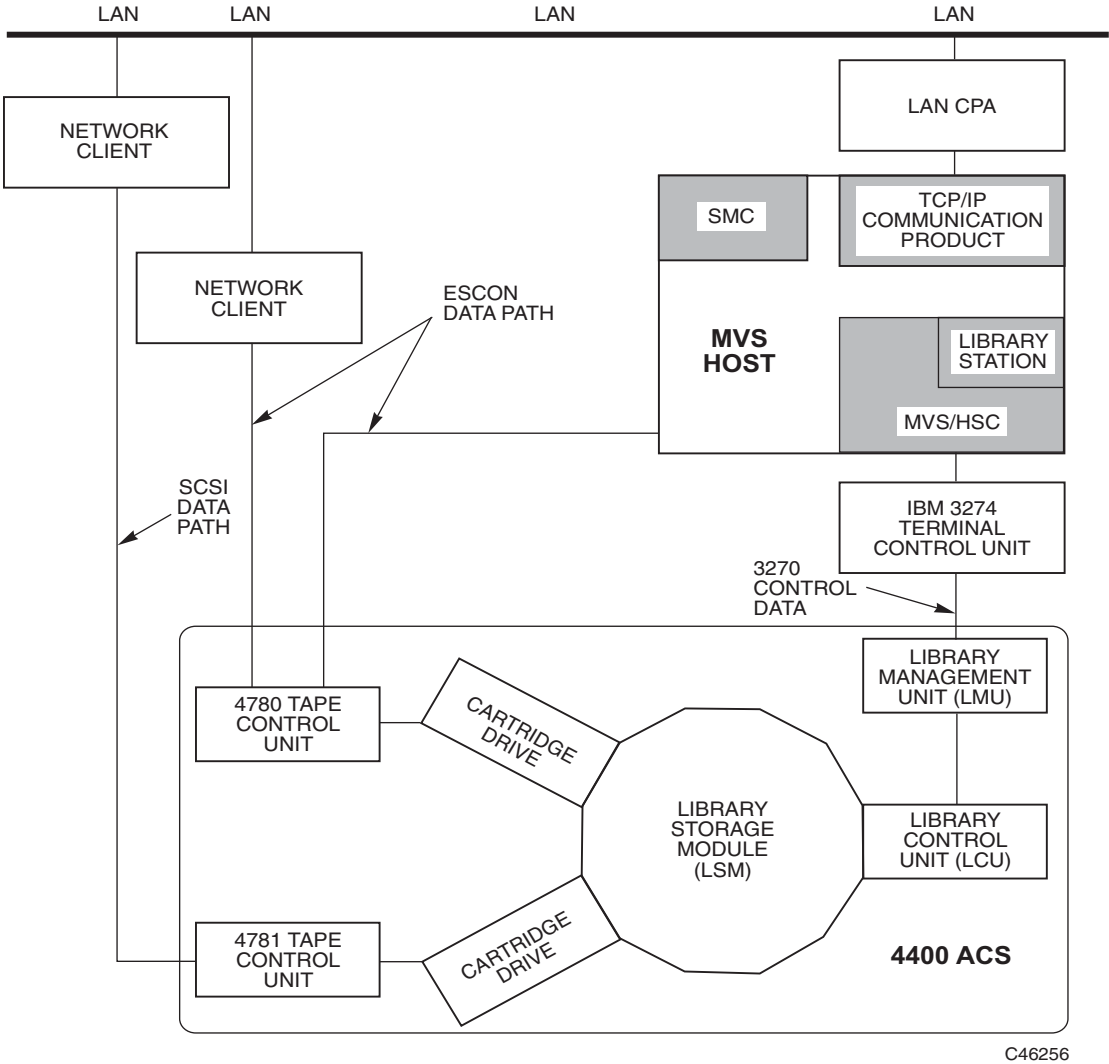 LAN
LAN
LAN
LAN
NETWORK
CLIENT
LAN CPA
SMC
TCP/IP
COMMUNICATION
PRODUCT
NETWORK
CLIENT
ESCON
DATA PATH
MVS
HOST
LIBRARY
STATION
MVS/HSC
SCSI
DATA
PATH
IBM 3274
TERMINAL
CONTROL UNIT
3270
CONTROL
DATA
LIBRARY
MANAGEMENT
UNIT (LMU)
4780 TAPE
CONTROL
UNIT
CARTRIDGE
DRIVE
LIBRARY
STORAGE
MODULE
(LSM)
LIBRARY
CONTROL
UNIT (LCU)
4781 TAPE
CONTROL
UNIT
CARTRIDGE
DRIVE
4400 ACS
C46256